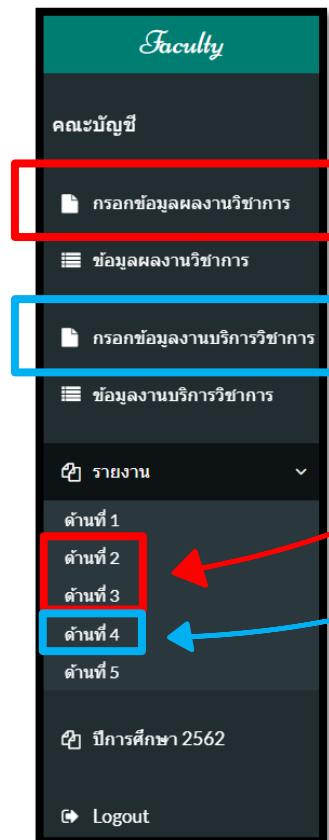 Faculty
คณะบัญชี
กรอกข้อมูลผลงานวิชาการ
ข้อมูลผลงานวิชาการ
กรอกข้อมูลงานบริการวิชาการ
ข้อมูลงานบริการวิชาการ
รายงาน
ด้านที่ 1
ด้านที่ 2
ด้านที่ 3
ด้านที่ 4
ด้านที่ 5
ปีการศึกษา 2562
Logout